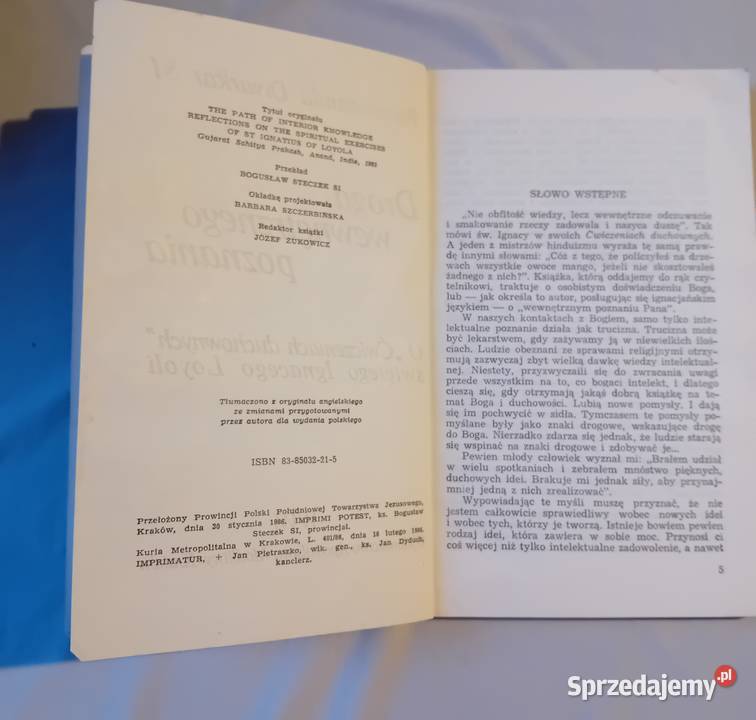 Tytuł oryginału
THE PATH OF INTERIOR KNOWLEDGE
REFLECTIONS ON THE SPIRITUAL EXERCISES
OF ST IGNATIUS OF LOYOLA
Gujarat Sahitya Prakash, Anand, India, 1983
Przekład
BOGUSŁAW STECZEK SI
Okładkę projektowała
BARBARA SZCZERBIŃSKA
Redaktor książki
JÓZEF ŻUKOWICZ
Tłumaczono z oryginału angielskiego
ze zmianami przygotowanymi
przez autora dla wydania polskiego
ISBN 83-85032-21-5
Przełożony Prowincji Polski Południowej Towarzystwa Jezusowego,
Kraków, dnia 20 stycznia 1986. IMPRIMI POTEST, ks. Bogusław
Steczek SI, prowincjał.
Kuria Metropolitalna w Krakowie, L. 401/86, dnia 18 lutego 1986.
IMPRIMATUR, + Jan Pietraszko, wik. gen., ks. Jan Dyduch,
kanclerz.
SŁOWO WSTĘPNE
„Nie obfitość wiedzy, lecz wewnętrzne odczuwanie
i smakowanie rzeczy zadowala i nasyca duszę". Tak
mówi św. Ignacy w swoich Ćwiczeniach duchownych.
A jeden z mistrzów hinduizmu wyraża tę samą praw-
dę innymi słowami: „Cóż z tego, że policzyłeś na drze-
wach wszystkie owoce mango, jeżeli nie skosztowałeś
żadnego z nich?". Książka, którą oddajemy do rąk czy-
telnikowi, traktuje o osobistym doświadczeniu Boga,
lub — jak określa to autor, posługując się ignacjańskim
językiem — o „wewnętrznym poznaniu Pana".
W naszych kontaktach z Bogiem, samo tylko inte-
lektualne poznanie działa jak trucizna. Trucizna może
być lekarstwem, gdy zażywamy ją w niewielkich iloś-
ciach. Ludzie obeznani ze sprawami religijnymi otrzy-
mują zazwyczaj zbyt wielką dawkę wiedzy intelektual-
nej. Niestety, przyzwyczaili się do zwracania uwagi
przede wszystkim na to, co bogaci intelekt, i dlatego
cieszą się, gdy otrzymają jakąś dobrą książkę na te-
mat Boga i duchowości. Lubią nowe pomysły. I dają
się im pochwycić w sidła. Tymczasem te pomysły po-
myślane były jako znaki drogowe, wskazujące drogę
do Boga. Nierzadko zdarza się jednak, że ludzie starają
się wspinać na znaki drogowe i zdobywać je...
Pewien młody człowiek wyznał mi: „Brałem udział
w wielu spotkaniach i zebrałem mnóstwo pięknych,
duchowych idei. Brakuje mi jednak siły, aby przynaj-
mniej jedną z nich zrealizować".
Wypowiadając te myśli muszę przyznać, że nie
jestem całkowicie sprawiedliwy wobec nowych idei
i wobec tych, którzy je tworzą. Istnieje bowiem pewien
rodzaj idei, która zawiera w sobie moc. Przynosi ci
coś więcej niż tylko intelektualne zadowolenie, a nawet
5
Sprzedajemy.pl